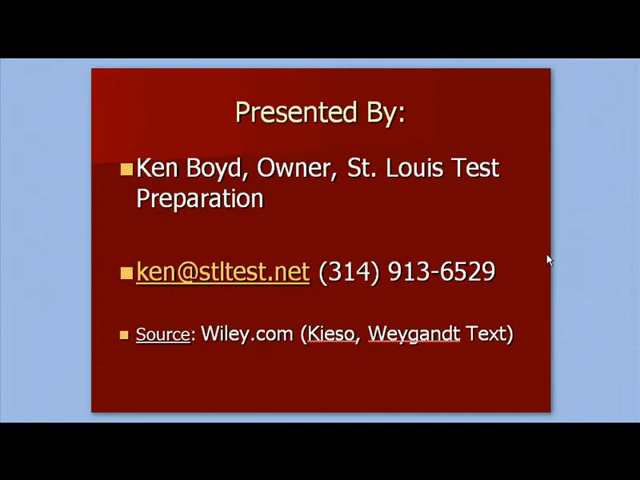 Presented By:
Ken Boyd, Owner, St. Louis Test
Preparation
ken@stltest.net (314) 913-6529
Source: Wiley.com (Kieso, Weygandt Text)